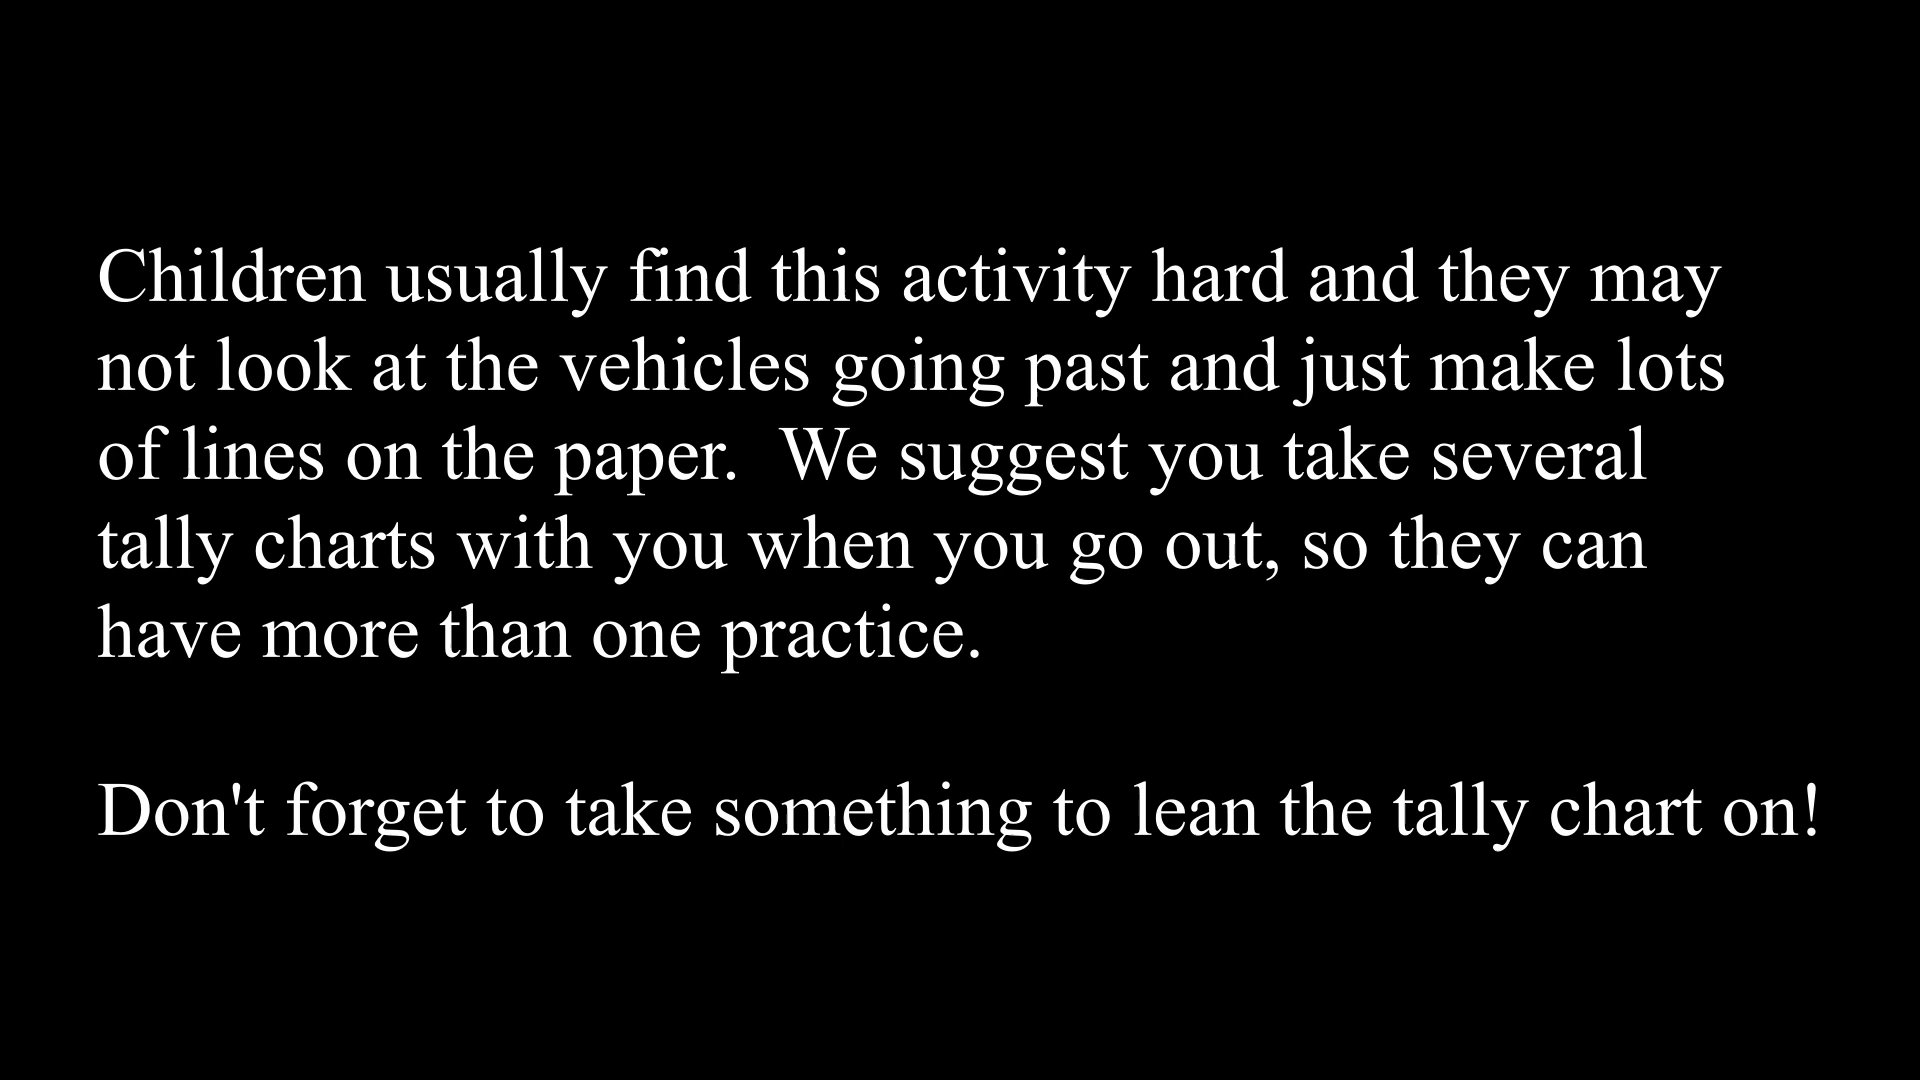 Children usually find this activity hard and they may
not look at the vehicles going past and just make lots
of lines on the paper.  We suggest you take several
tally charts with you when you go out, so they can
have more than one practice.

Don't forget to take something to lean the tally chart on!